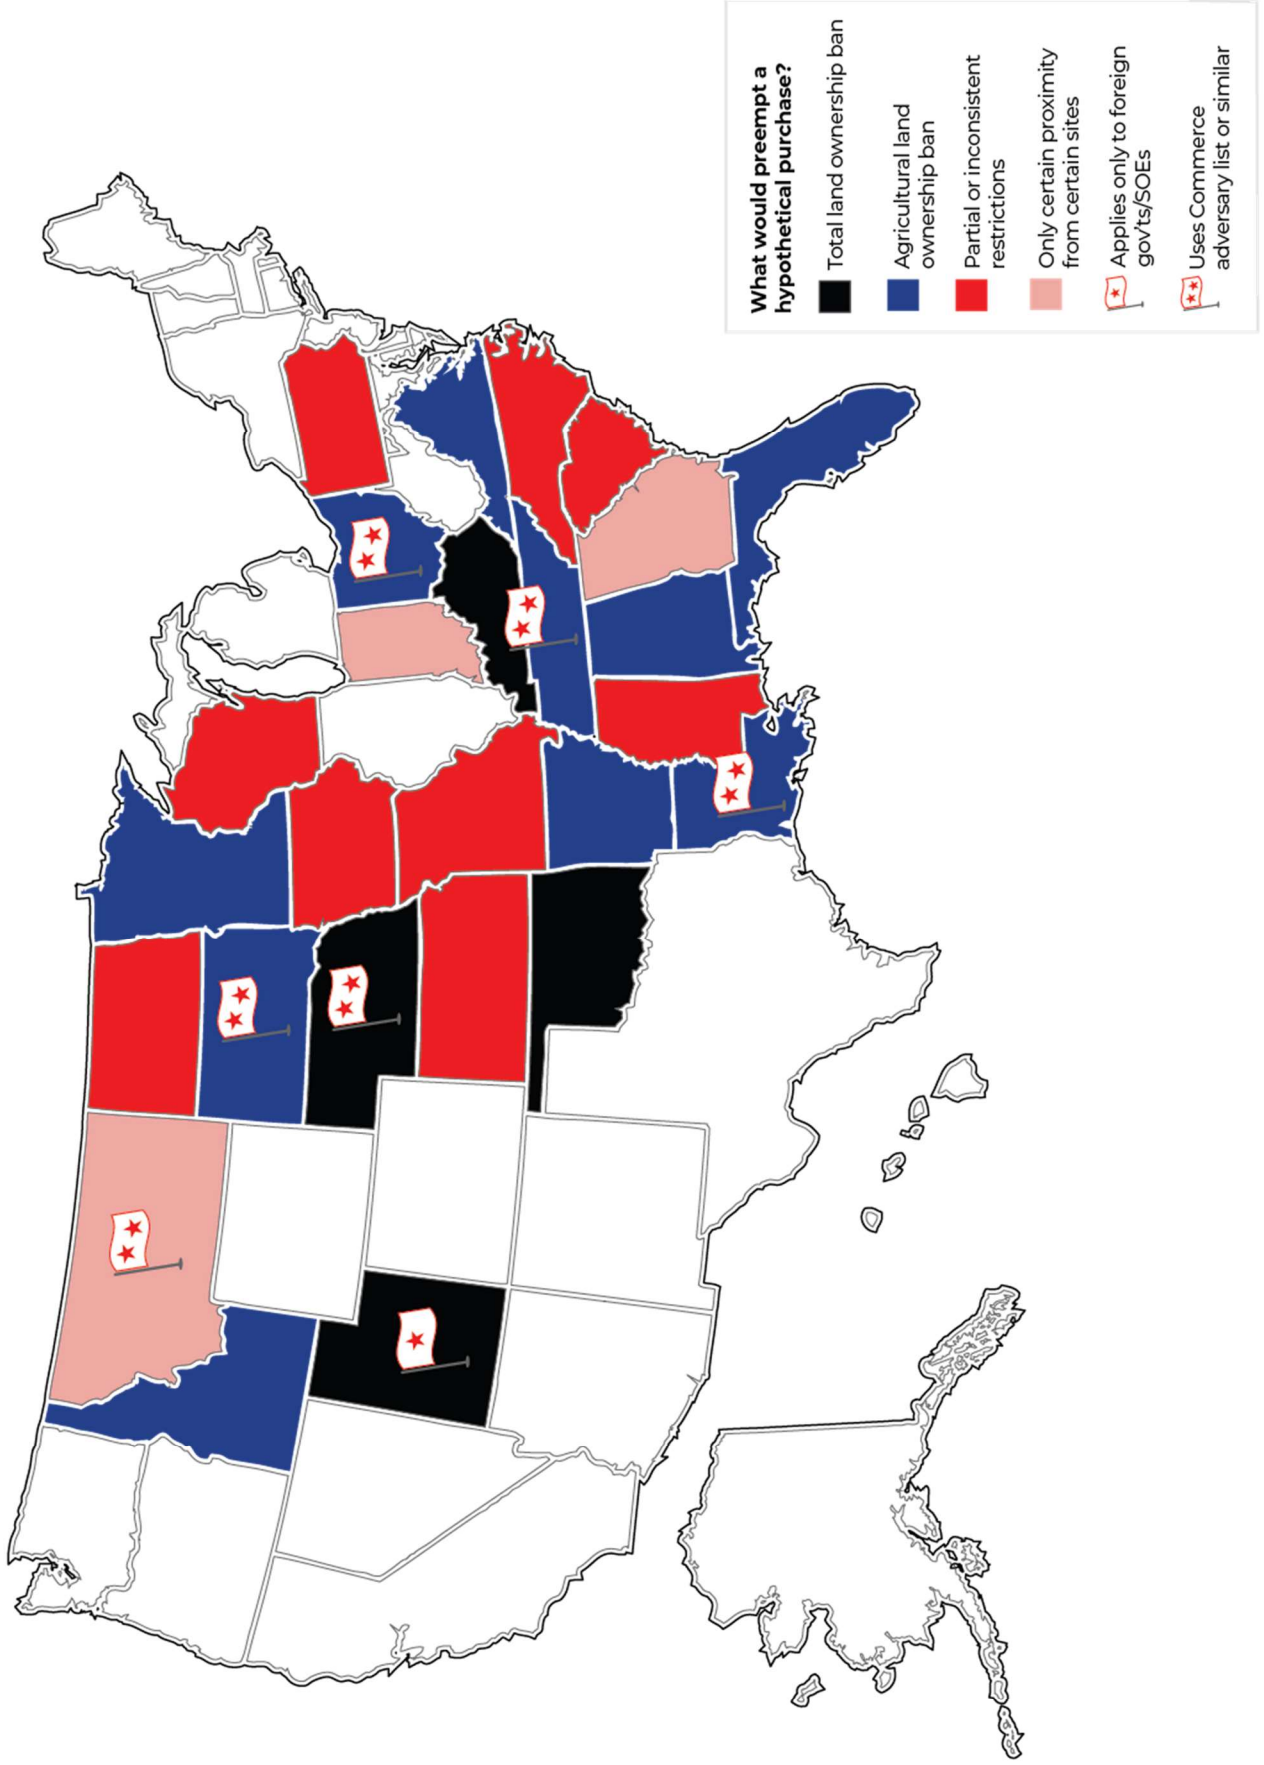 What would preempt a
hypothetical purchase?
Total land ownership ban
Agricultural land
ownership ban
Partial or inconsistent
restrictions
Only certain proximity
from certain sites
Applies only to foreign
gov'ts/SOEs
Uses Commerce
adversary list or similar